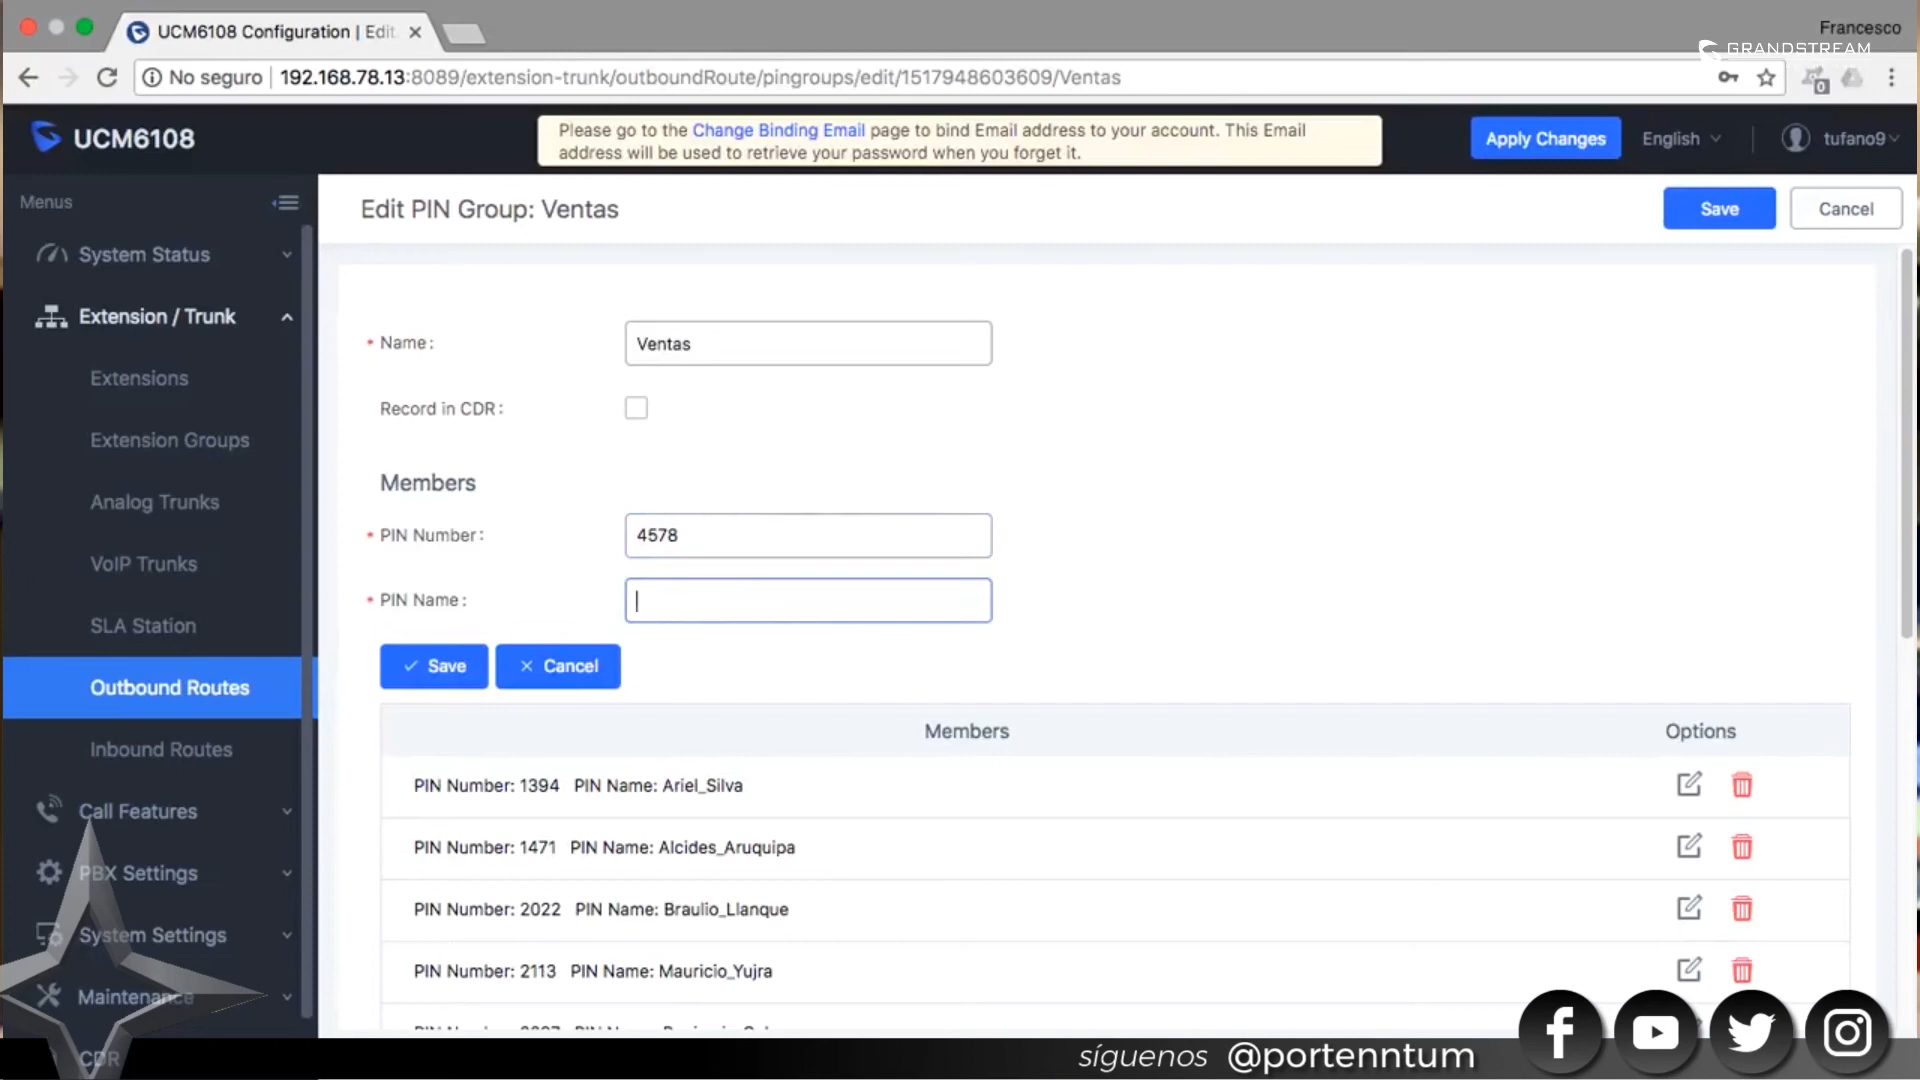 UCM6108 Configuration | Edit
Francesco
GRANDSTREAM
No seguro
192.168.78.13:8089/extension-trunk/outboundRoute/pingroups/edit/1517948603609/Ventas
0
UCM6108
Please go to the Change Binding Email page to bind Email address to your account. This Email
address will be used to retrieve your password when you forget it.
Apply Changes
English
tufano9
Menus
System Status
Extension / Trunk
Extensions
Extension Groups
Analog Trunks
VoIP Trunks
SLA Station
Outbound Routes
Inbound Routes
Call Features
PBX Settings
System Settings
Maintenance
CDR
Edit PIN Group: Ventas
Save
Cancel
* Name:
Ventas
Record in CDR:
Members
* PIN Number:
4578
* PIN Name:
Save
Cancel
Members
Options
PIN Number: 1394 PIN Name: Ariel_Silva
PIN Number: 1471 PIN Name: Alcides_Aruquipa
PIN Number: 2022 PIN Name: Braulio_Llanque
PIN Number: 2113 PIN Name: Mauricio_Yujra
síguenos @portenntum